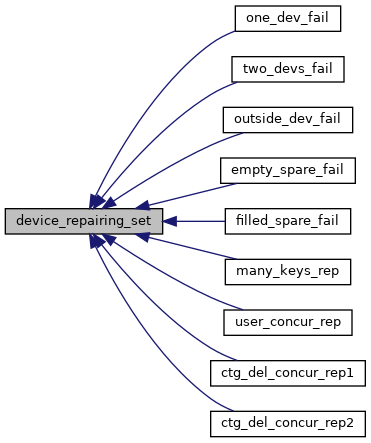 one_dev_fail
two_devs_fail
outside_dev_fail
empty_spare_fail
device_repairing_set
filled_spare_fail
many_keys_rep
user_concur_rep
ctg_del_concur_rep1
ctg_del_concur_rep2